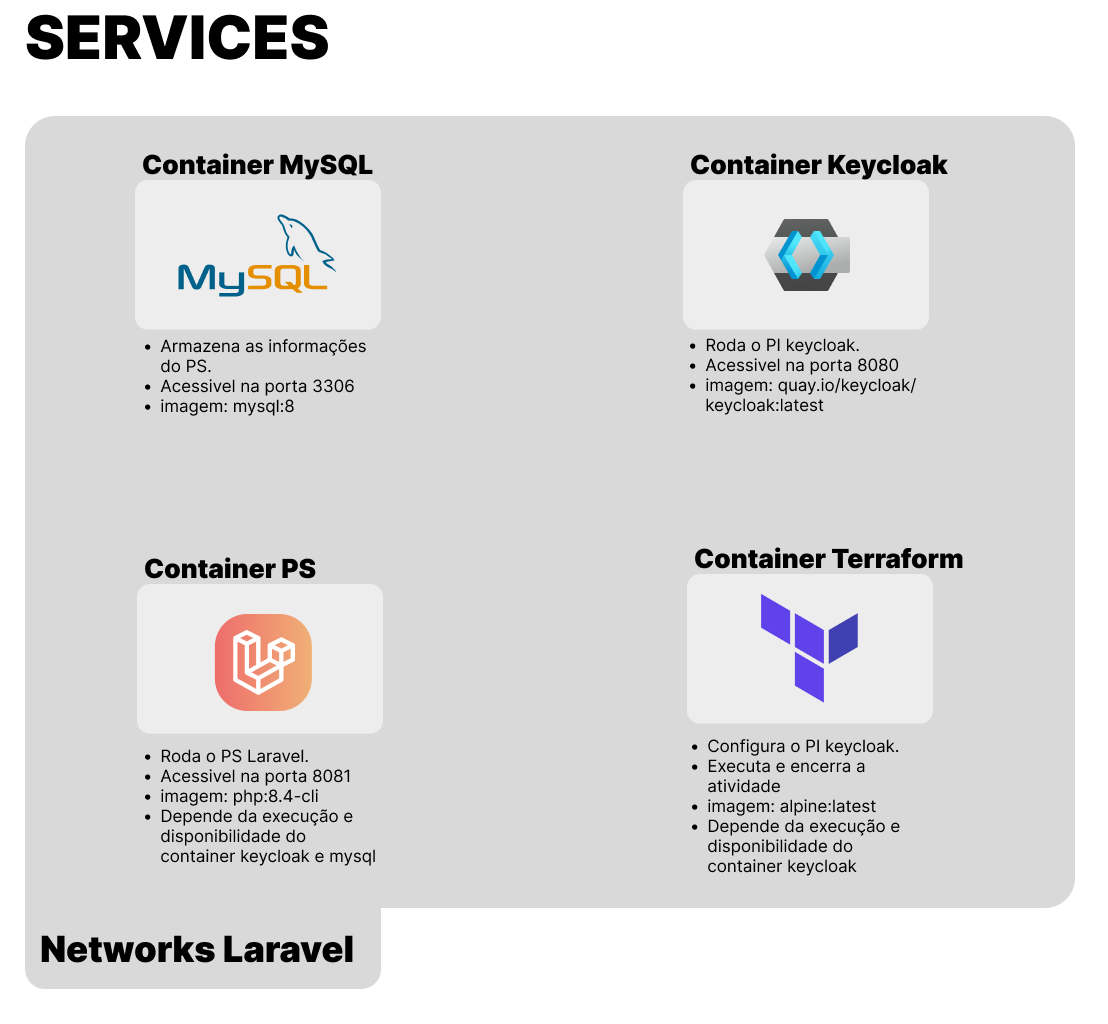 SERVICES
Container MySQL
MySQL
• Armazena as informações
do PS.
• Acessivel na porta 3306
• imagem: mysql:8
Container Keycloak
• Roda o PI keycloak.
• Acessivel na porta 8080
• imagem: quay.io/keycloak/
keycloak:latest
Container PS
• Roda o PS Laravel.
• Acessivel na porta 8081
• imagem: php:8.4-cli
• Depende da execução e
disponibilidade do
container keycloak e mysql
Container Terraform
• Configura o PI keycloak.
• Executa e encerra a
atividade
• imagem: alpine:latest
• Depende da execução e
disponibilidade do
container keycloak
Networks Laravel